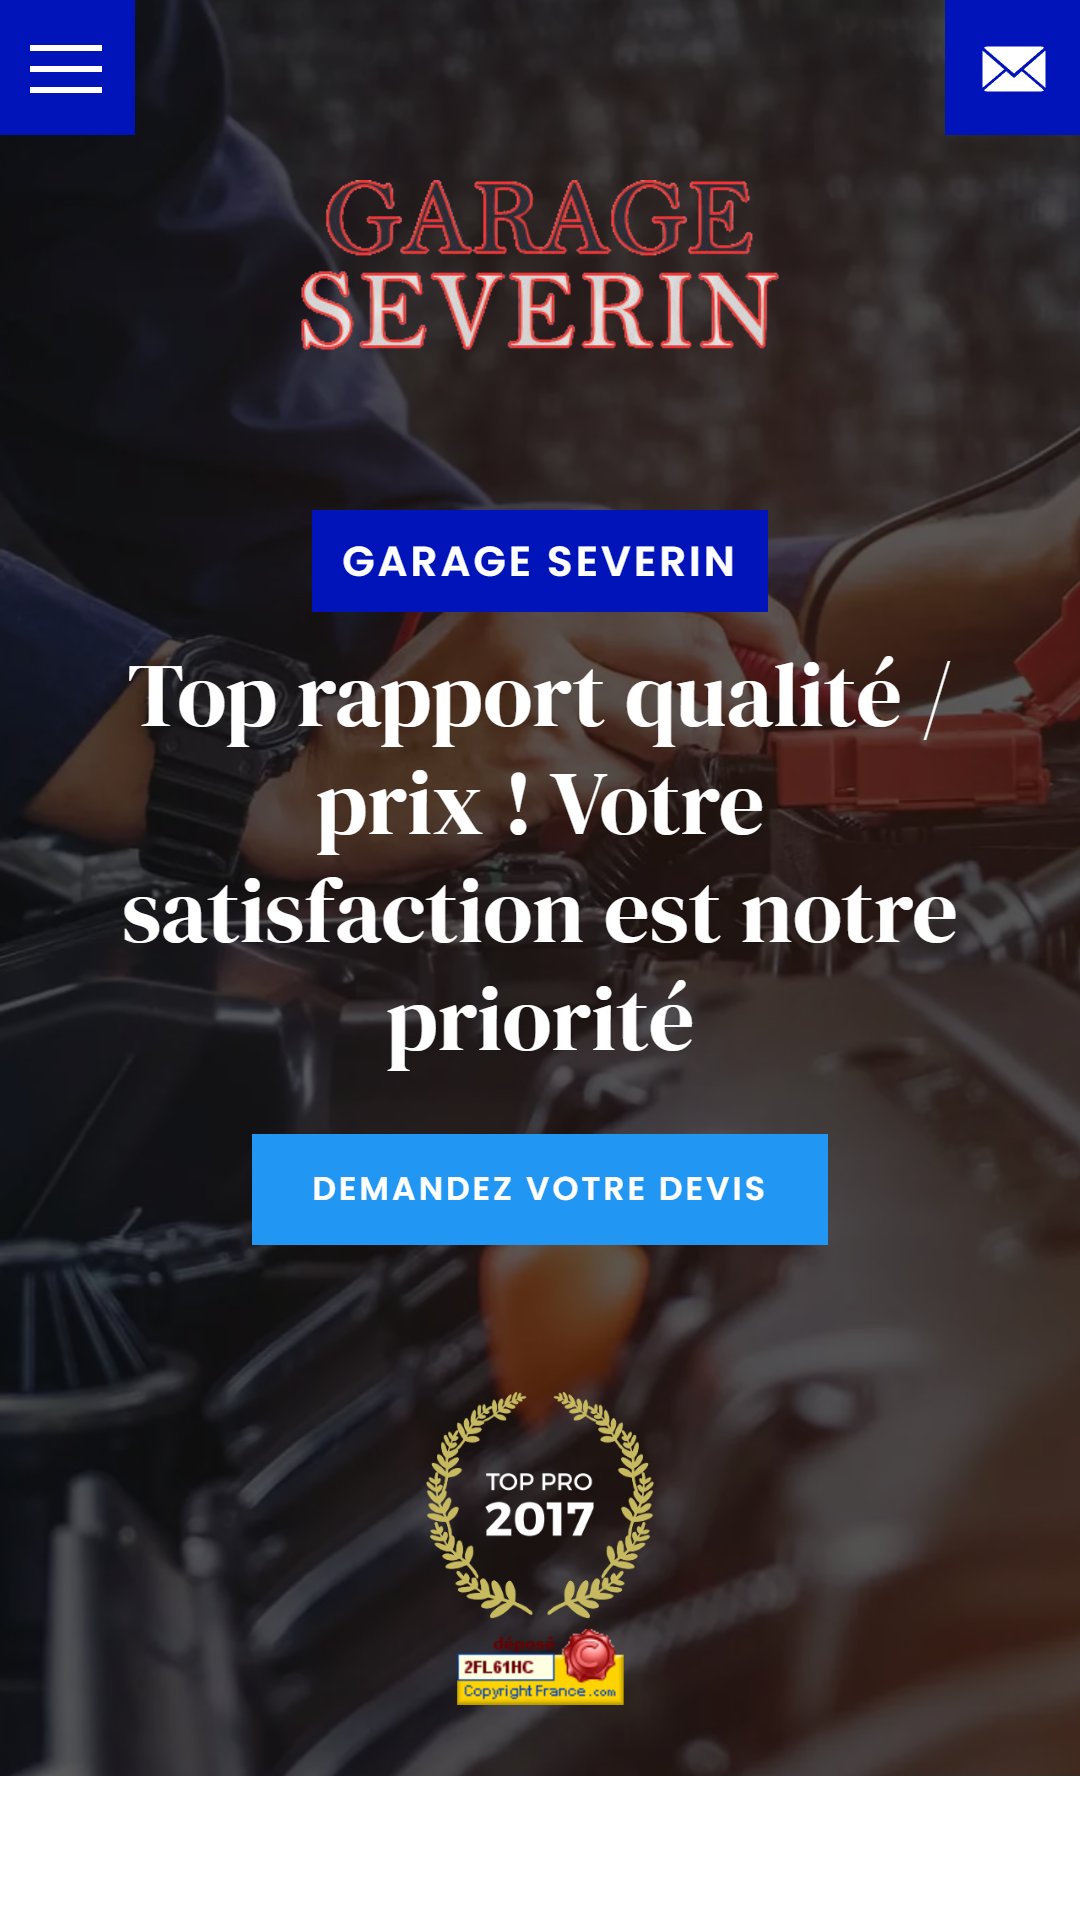 GARAGE
SEVERIN
GARAGE SEVERIN
Top rapport qualité /
prix ! Votre
satisfaction est notre
priorité
DEMANDEZ VOTRE DEVIS
TOP PRO
2017
déposé
2FL61HC
Copyright France.com